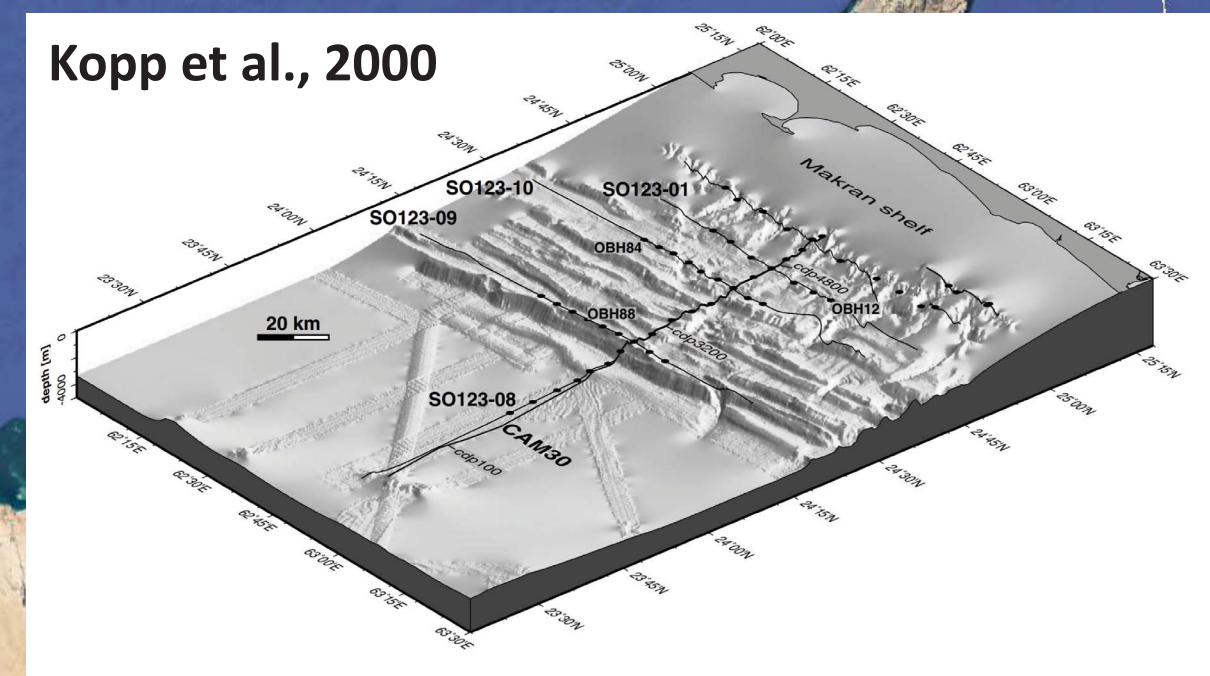 Kopp et al., 2000
25˚15'N
62˚00'E
25˚00'N
62˚15'E
24˚45'N
62˚30'E
24˚30'N
62˚45'E
24˚15'N
63˚00'E
24˚00'N
63˚15'E
23˚45'N
63˚30'E
23˚30'N
Makran shelf
SO123-10
SO123-01
SO123-09
OBH84
cdp4800
OBH12
OBH88
cdp3200
20 km
SO123-08
CAM30
cdp100
depth [m]
0
-4000
62˚15'E
62˚30'E
62˚45'E
63˚00'E
63˚15'E
63˚30'E
23˚30'N
23˚45'N
24˚00'N
24˚15'N
24˚30'N
24˚45'N
25˚00'N
25˚15'N